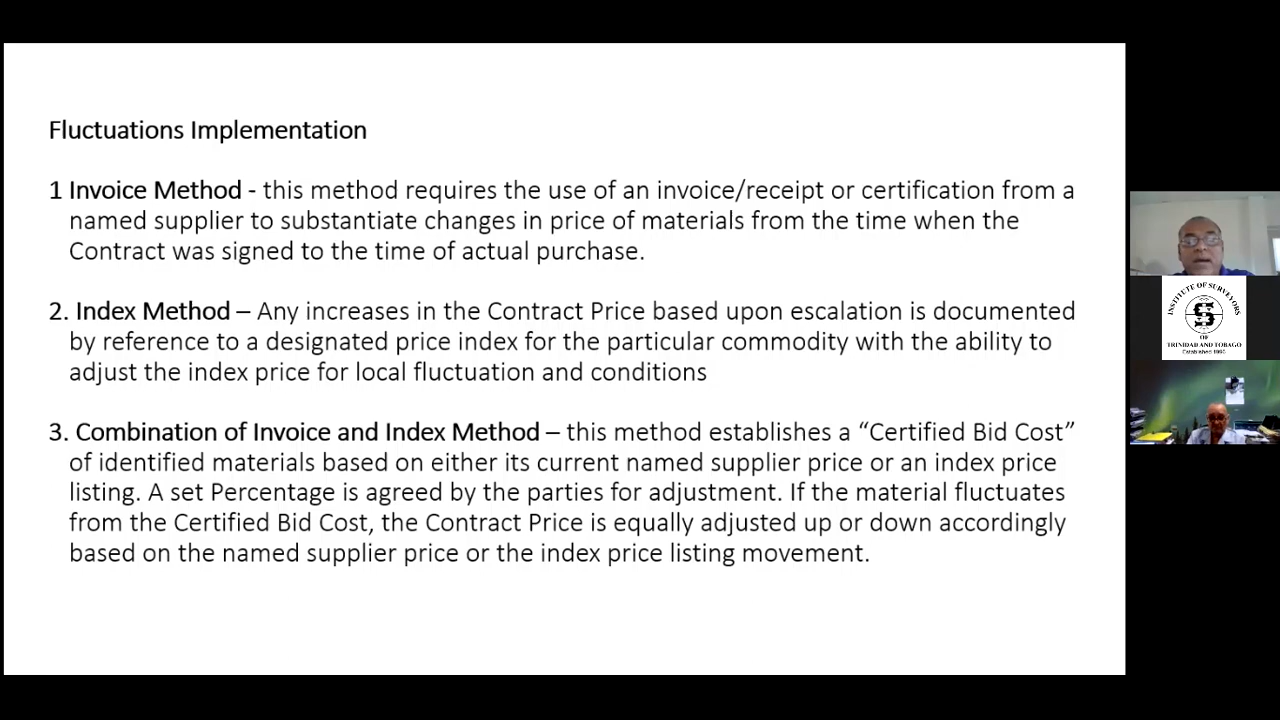 Fluctuations Implementation
1 Invoice Method - this method requires the use of an invoice/receipt or certification from a
named supplier to substantiate changes in price of materials from the time when the
Contract was signed to the time of actual purchase.
2. Index Method – Any increases in the Contract Price based upon escalation is documented
by reference to a designated price index for the particular commodity with the ability to
adjust the index price for local fluctuation and conditions
3. Combination of Invoice and Index Method – this method establishes a “Certified Bid Cost”
of identified materials based on either its current named supplier price or an index price
listing. A set Percentage is agreed by the parties for adjustment. If the material fluctuates
from the Certified Bid Cost, the Contract Price is equally adjusted up or down accordingly
based on the named supplier price or the index price listing movement.
INSTITUTE OF SURVEYORS
OF
TRINIDAD AND TOBAGO